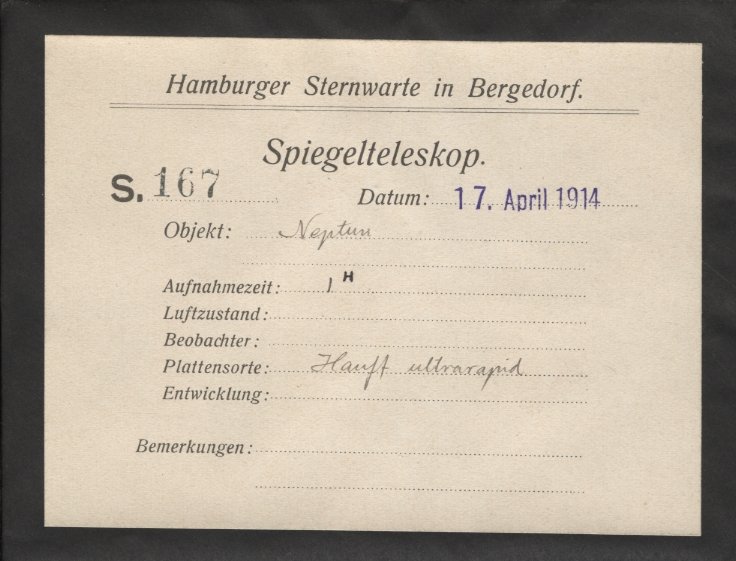 Hamburger Sternwarte in Bergedorf.
Spiegelteleskop.
S. 167
Datum: 17. April 1914
Objekt: Neptun
Aufnahmezeit: 1 H
Luftzustand:
Beobachter:
Plattensorte: Hauff ultrarapid
Entwicklung:
Bemerkungen: